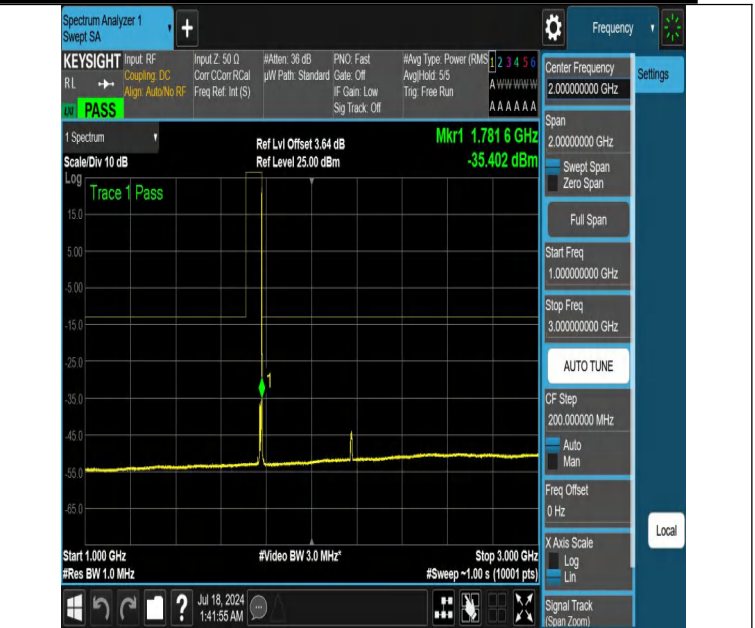 Spectrum Analyzer 1
Swept SA
+
Frequency
KEYSIGHT
RL
PASS
Input: RF
Coupling: DC
Align: Auto/No RF
Input Z: 50 Ω
Corr CCorr RCal
Freq Ref: Int (S)
#Atten: 36 dB
µW Path: Standard
PNO: Fast
Gate: Off
IF Gain: Low
Sig Track: Off
#Avg Type: Power (RMS
Avg|Hold: 5/5
Trig: Free Run
1 2 3 4 5 6
A W W W W W
A A A A A A
1 Spectrum
Scale/Div 10 dB
Ref Lvl Offset 3.64 dB
Ref Level 25.00 dBm
Mkr1 1.781 6 GHz
-35.402 dBm
Log
Trace 1 Pass
15.0
5.00
-5.00
-15.0
-25.0
-35.0
-45.0
-55.0
-65.0
1
Start 1.000 GHz
#Res BW 1.0 MHz
#Video BW 3.0 MHz*
Stop 3.000 GHz
#Sweep ~1.00 s (10001 pts)
?
Jul 18, 2024
1:41:55 AM
Center Frequency
2.000000000 GHz
Settings
Span
2.00000000 GHz
Swept Span
Zero Span
Full Span
Start Freq
1.000000000 GHz
Stop Freq
3.000000000 GHz
AUTO TUNE
CF Step
200.000000 MHz
Auto
Man
Freq Offset
0 Hz
X Axis Scale
Log
Lin
Local
Signal Track
(Span Zoom)